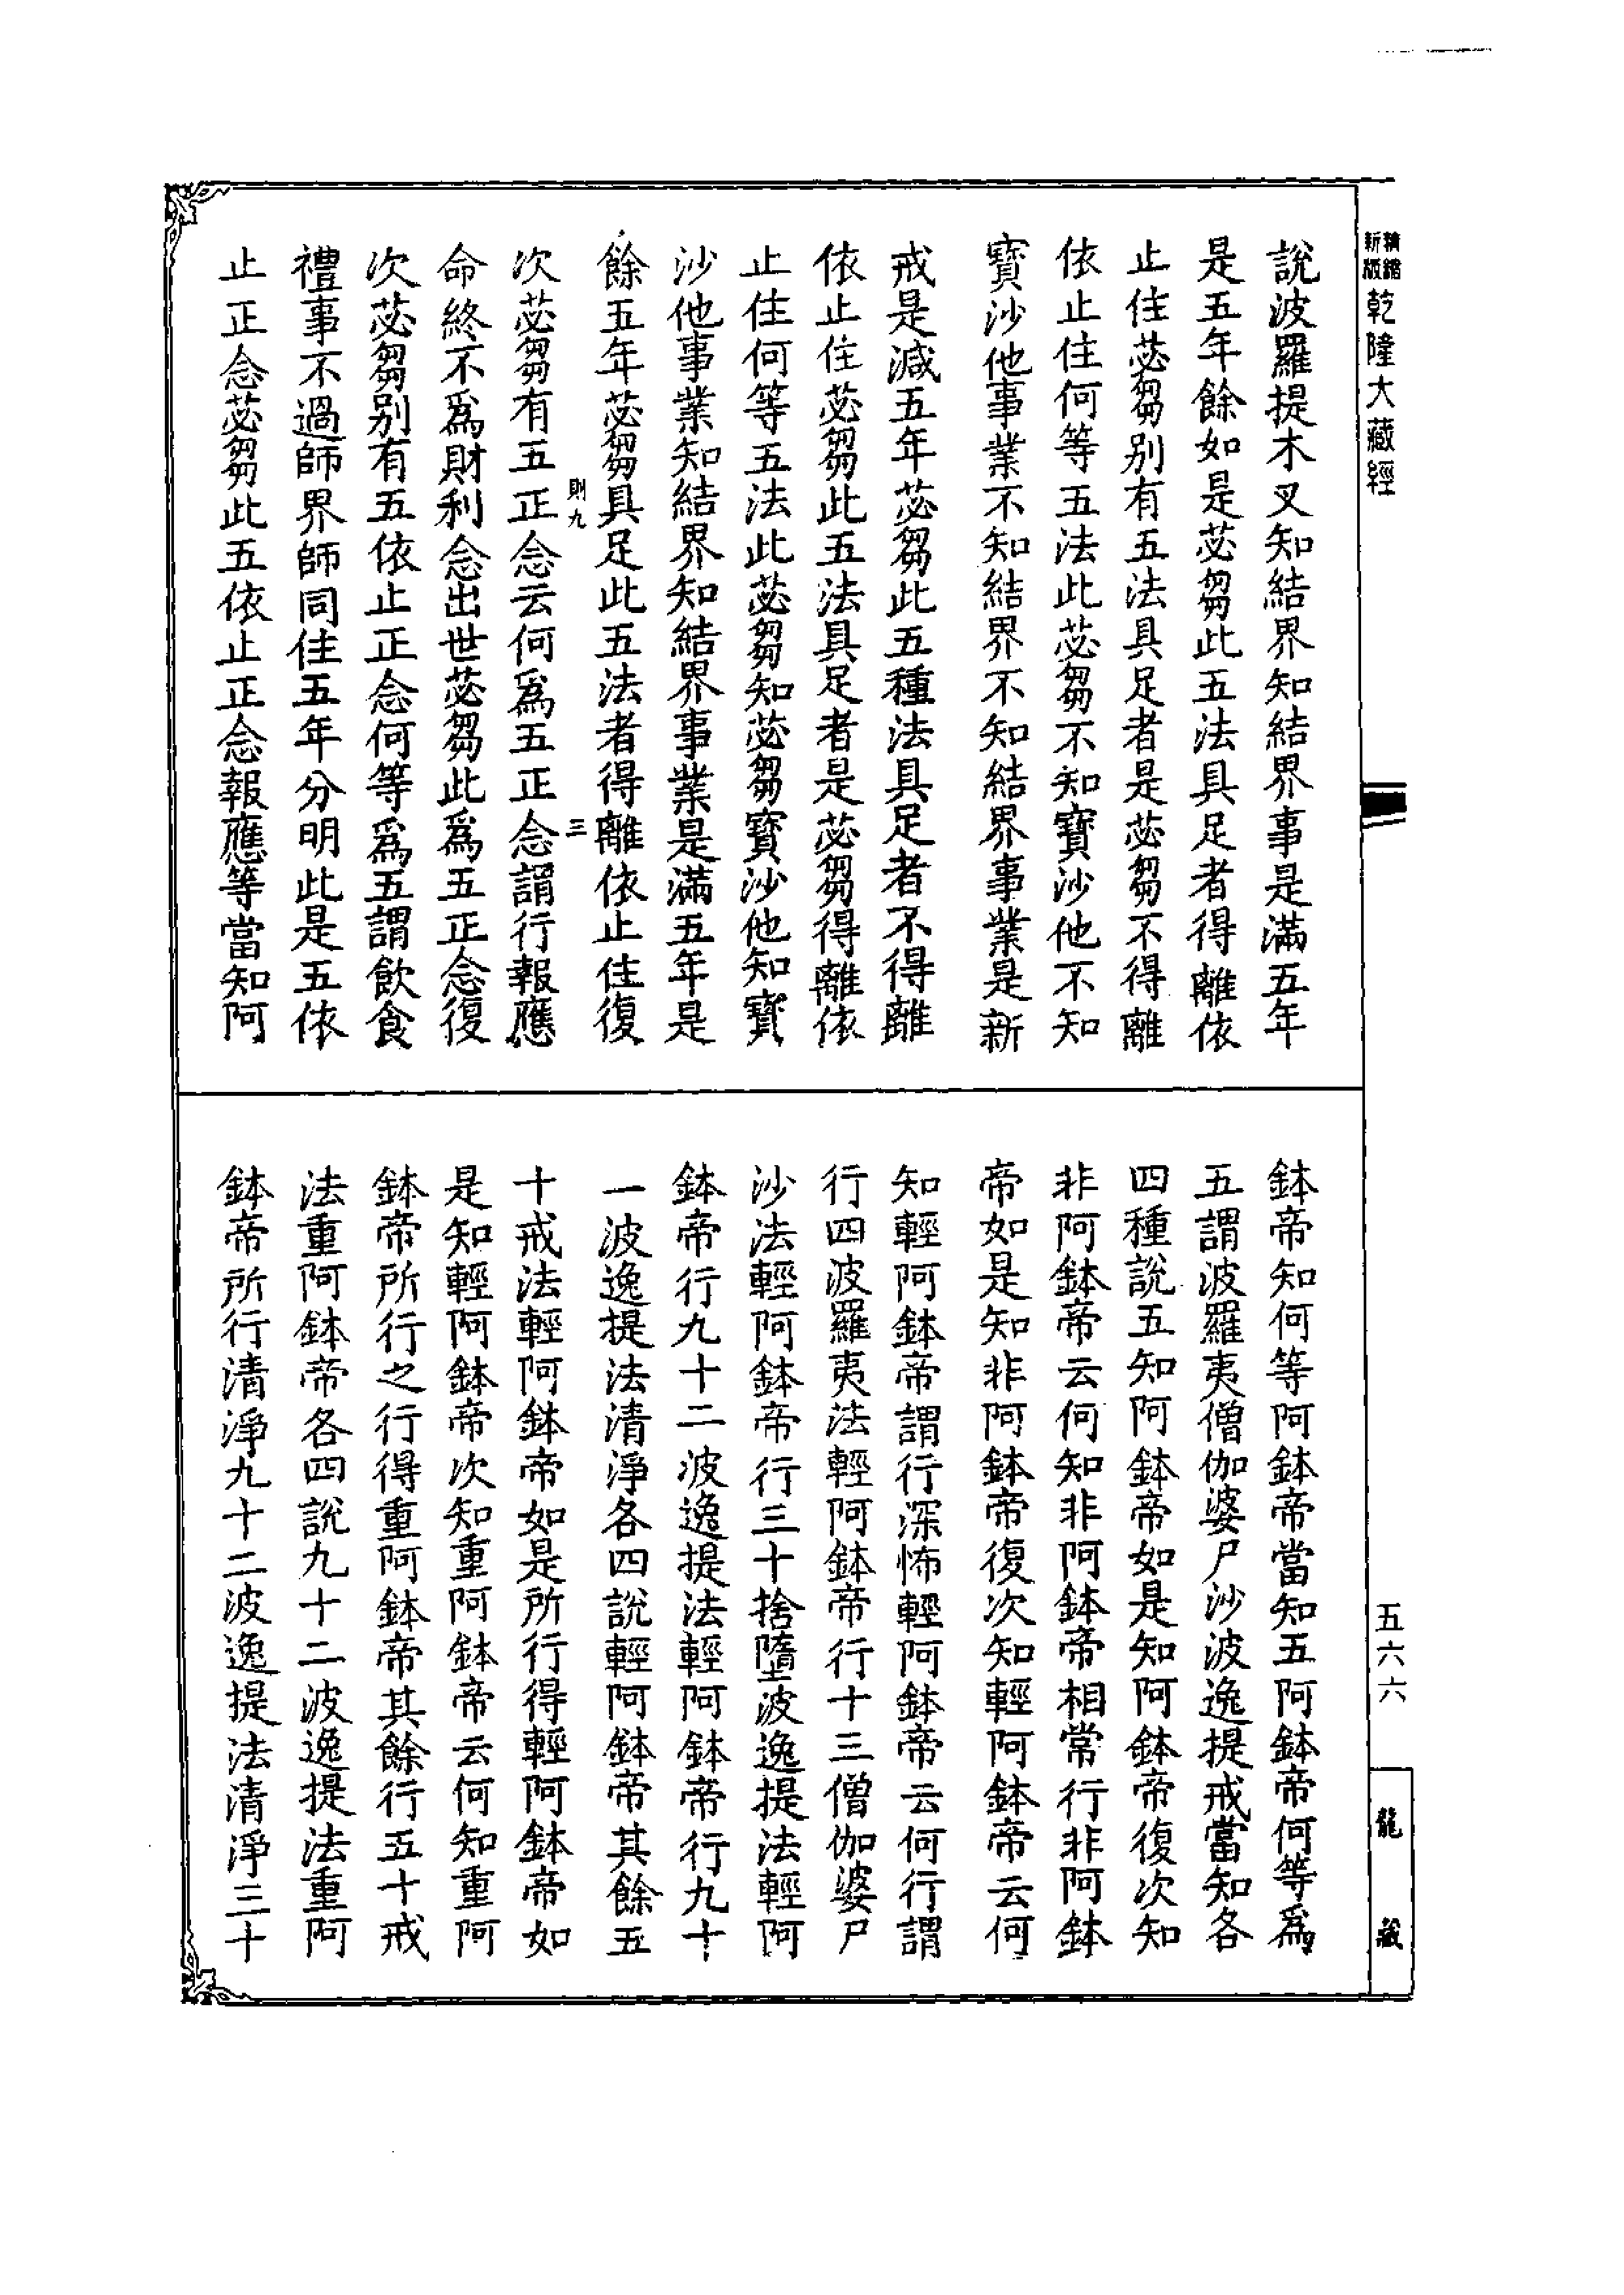 精縮新版乾隆大藏經
說波羅提木叉知結界知結界事是滿五年
是五年餘如是苾芻此五法具足者得離依
止住苾芻別有五法具足者是苾芻不得離
依止住何等五法此苾芻不知寶沙他不知
寶沙他事業不知結界不知結界事業是新
戒是減五年苾芻此五種法具足者不得離
依止住苾芻此五法具足者是苾芻得離依
止住何等五法此苾芻知苾芻寶沙他知寶
沙他事業知結界知結界事業是滿五年是
餘五年苾芻具足此五法者得離依止住復
則九 三
次苾芻有五正念云何爲五正念謂行報應
命終不爲財利念出世苾芻此爲五正念復
次苾芻別有五依止正念何等爲五謂飲食
禮事不過師界師同住五年分明此是五依
止正念苾芻此五依止正念報應等當知阿
鉢帝知何等阿鉢帝當知五阿鉢帝何等爲
五謂波羅夷僧伽婆尸沙波逸提戒當知各
四種說五知阿鉢帝如是知阿鉢帝復次知
非阿鉢帝云何知非阿鉢帝相常行非阿鉢
帝如是知非阿鉢帝復次知輕阿鉢帝云何
知輕阿鉢帝謂行深怖輕阿鉢帝云何行謂
行四波羅夷法輕阿鉢帝行十三僧伽婆尸
沙法輕阿鉢帝行三十捨墮波逸提法輕阿
鉢帝行九十二波逸提法輕阿鉢帝行九十
一波逸提法清淨各四說輕阿鉢帝其餘五
十戒法輕阿鉢帝如是所行得輕阿鉢帝如
是知輕阿鉢帝次知重阿鉢帝云何知重阿
鉢帝所行之行得重阿鉢帝其餘行五十戒
法重阿鉢帝各四說九十二波逸提法重阿
鉢帝所行清淨九十二波逸提法清淨三十
五六六
龍藏